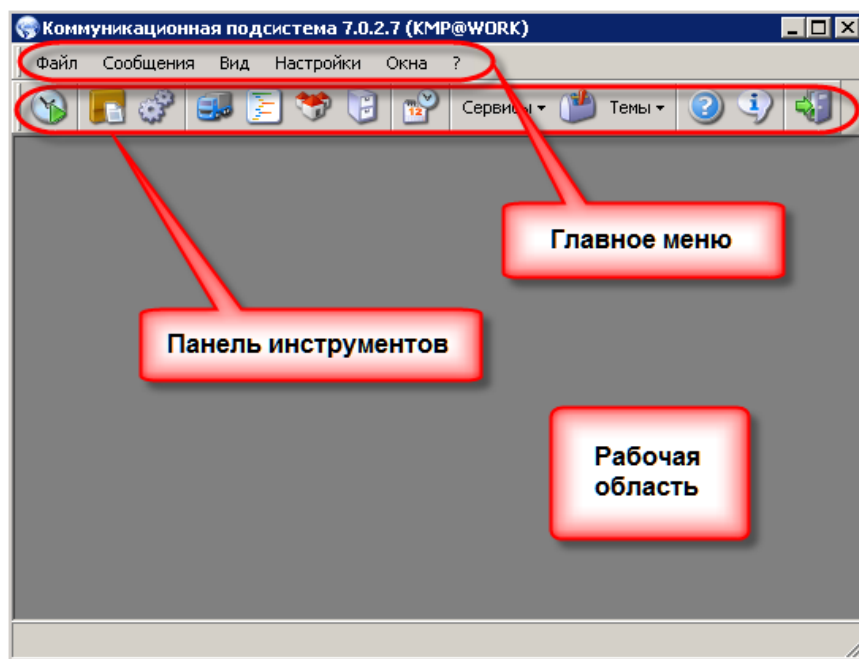 Коммуникационная подсистема 7.0.2.7 (KMP@WORK)
Файл Сообщения Вид Настройки Окна ?
12 Сервисы Темы ? i
Главное меню
Панель инструментов
Рабочая
область